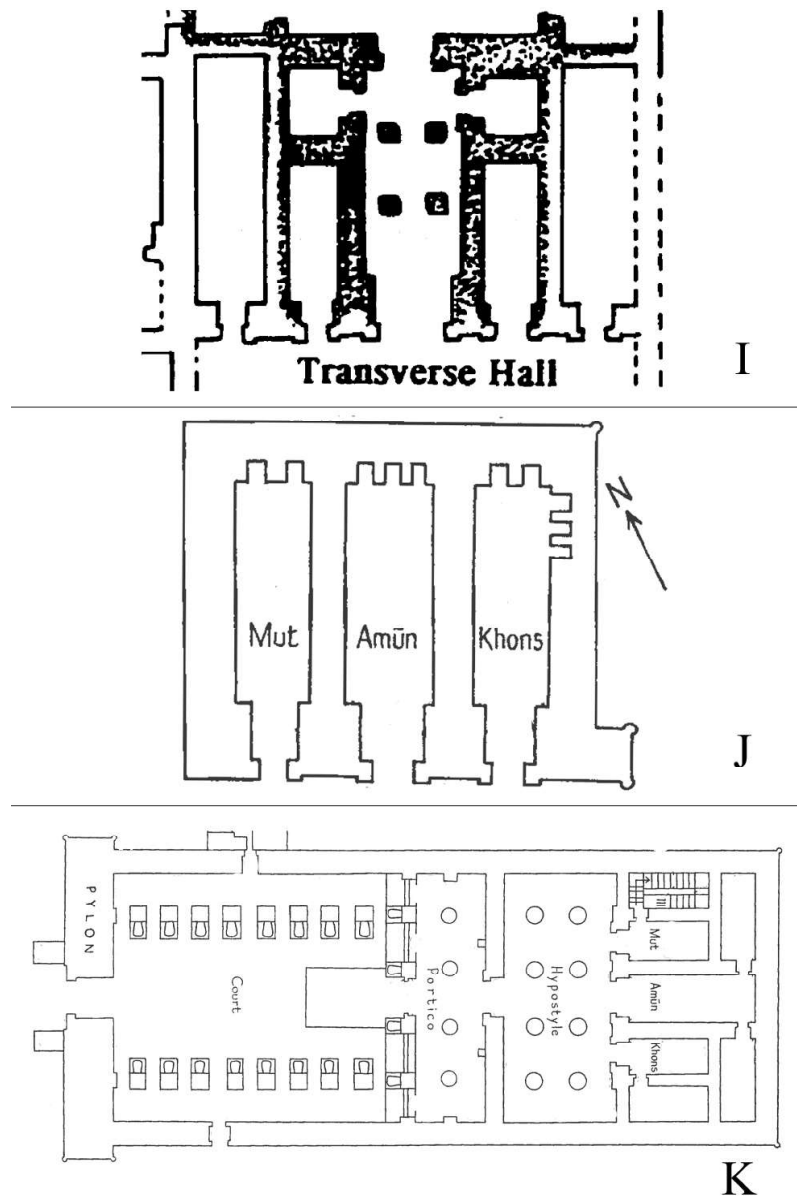 Transverse Hall
I
N
Mut
Amūn
Khons
J
PYLON
Court
Portico
Hypostyle
Mut
Amūn
Khons
K